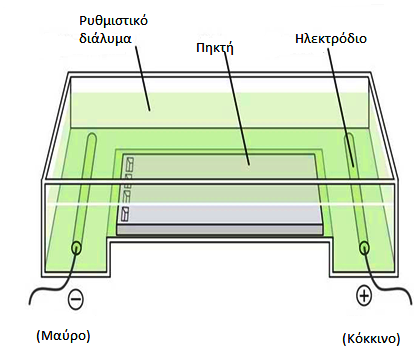 Ρυθμιστικό
διάλυμα
Πηκτή
Ηλεκτρόδιο
−
+
(Μαύρο)
(Κόκκινο)